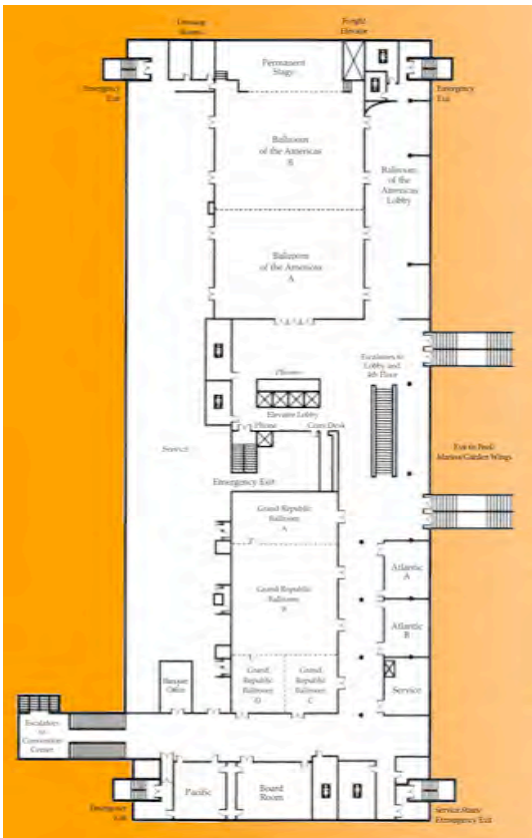 Dressing
Rooms
Freight
Elevator
Permanent
Stage
Emergency
Exit
Emergency
Exit
Ballroom
of the Americas
B
Ballroom
of the
Americas
Lobby
Ballroom
of the Americas
A
Escalators to
Lobby and
4th Floor
Phones
Elevator Lobby
Phone
Conv Desk
Service
Exit to Pool/
Marina/Garden Wings
Emergency Exit
Grand Republic
Ballroom
A
Atlantic
A
Grand Republic
Ballroom
B
Atlantic
B
Banquet
Office
Grand
Republic
Ballroom
D
Grand
Republic
Ballroom
C
Service
Escalators
to
Convention
Center
Pacific
Board
Room
Emergency
Exit
Service Stairs/
Emergency Exit